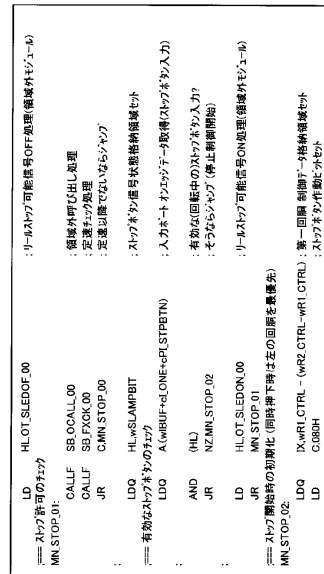 LD HL,OT_SLEDOF_00 ;リールストップ可能信号OFF処理(領域外モジュール)
;=== ストップ許可のチェック
MN_STOP_01:
CALLF SB_OCALL_00 ;領域外呼び出し処理
CALLF SB_FXCK_00 ;定速チェック処理
JR C,MN_STOP_00 ;定速以降でないならジャンプ
;
LDQ HL,wSLAMPBIT ;ストップボタン信号状態格納領域セット
;=== 有効なストップボタンのチェック
LDQ A,(wIBUF+cI_ONE+cPI_STPBTN) ;入力ポート オンエッジデータ取得(ストップボタン入力)
;
AND (HL) ;有効な(回転中の)ストップボタン入力?
JR NZ,MN_STOP_02 ;そうならジャンプ(停止制御開始)
;
LD HL,OT_SLEDON_00 ;リールストップ可能信号ON処理(領域外モジュール)
JR MN_STOP_01
;=== ストップ開始時の初期化(同時押下時は左の回胴を最優先)
MN_STOP_02:
LDQ IX,wR1_CTRL - (wR2_CTRL-wR1_CTRL) ;第一回胴 制御データ格納領域セット
LD C,080H ;ストップボタン作動ビットセット